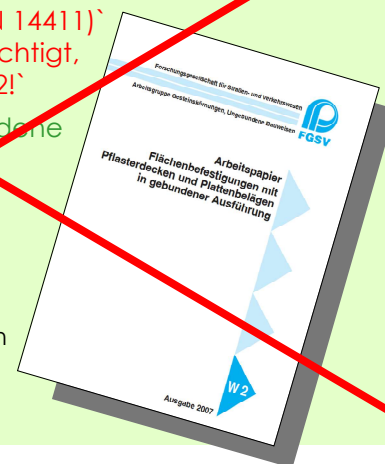 14411)`
chtigt,
2!`
dene
n
Forschungsgesellschaft für Straßen- und Verkehrswesen
Arbeitsgruppe Gesteinskörnungen, Ungebundene Bauweisen
FGSV
Arbeitspapier
Flächenbefestigungen mit
Pflasterdecken und Plattenbelägen
in gebundener Ausführung
W 2
Ausgabe 2007